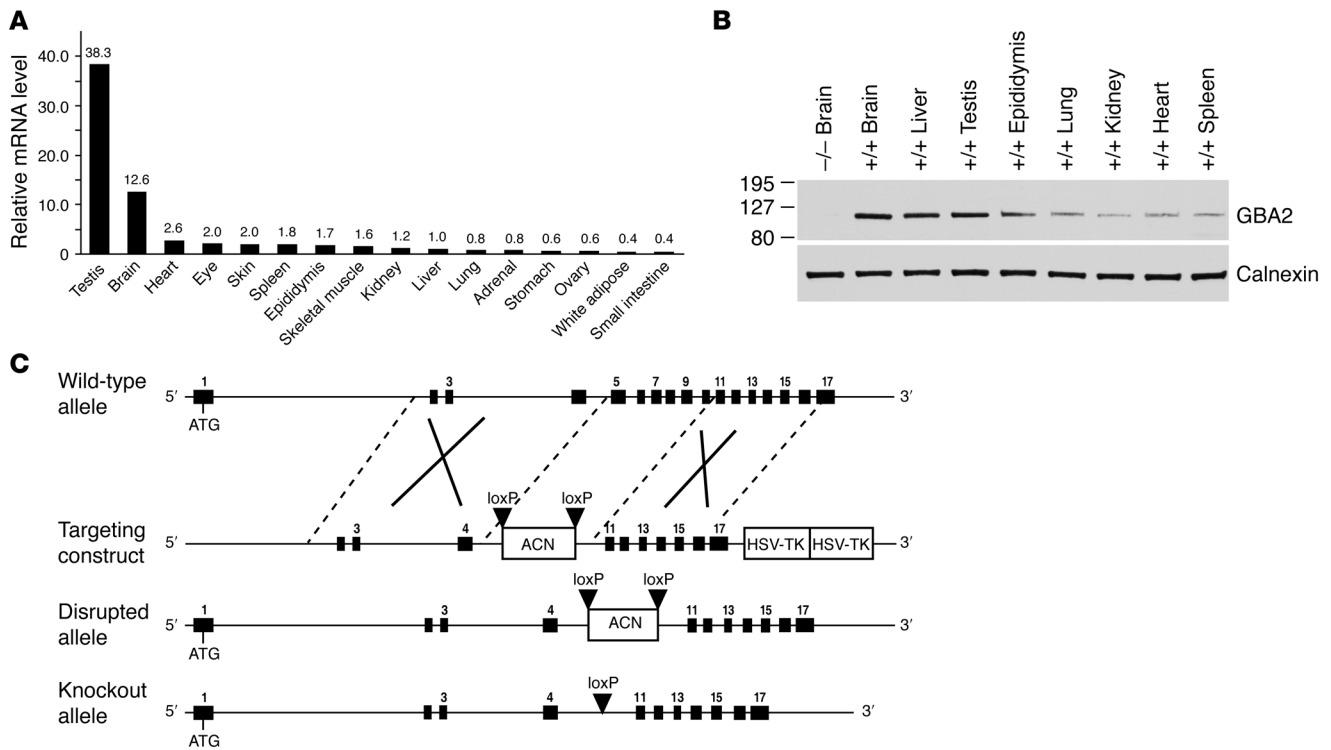 A
Relative mRNA level
40.0
30.0
20.0
10.0
0
38.3
12.6
2.6
2.0
2.0
1.8
1.7
1.6
1.2
1.0
0.8
0.8
0.6
0.6
0.4
0.4
Testis
Brain
Heart
Eye
Skin
Spleen
Epididymis
Skeletal muscle
Kidney
Liver
Lung
Adrenal
Stomach
Ovary
White adipose
Small intestine
B
–/– Brain
+/+ Brain
+/+ Liver
+/+ Testis
+/+ Epididymis
+/+ Lung
+/+ Kidney
+/+ Heart
+/+ Spleen
195
127
80
GBA2
Calnexin
C
Wild-type
allele
5′
1
3
5
7
9
11
13
15
17
3′
ATG
Targeting
construct
5′
3
4
loxP
loxP
ACN
11
13
15
17
HSV-TK
HSV-TK
3′
Disrupted
allele
5′
1
3
4
loxP
loxP
ACN
11
13
15
17
3′
ATG
Knockout
allele
5′
1
3
4
loxP
11
13
15
17
3′
ATG